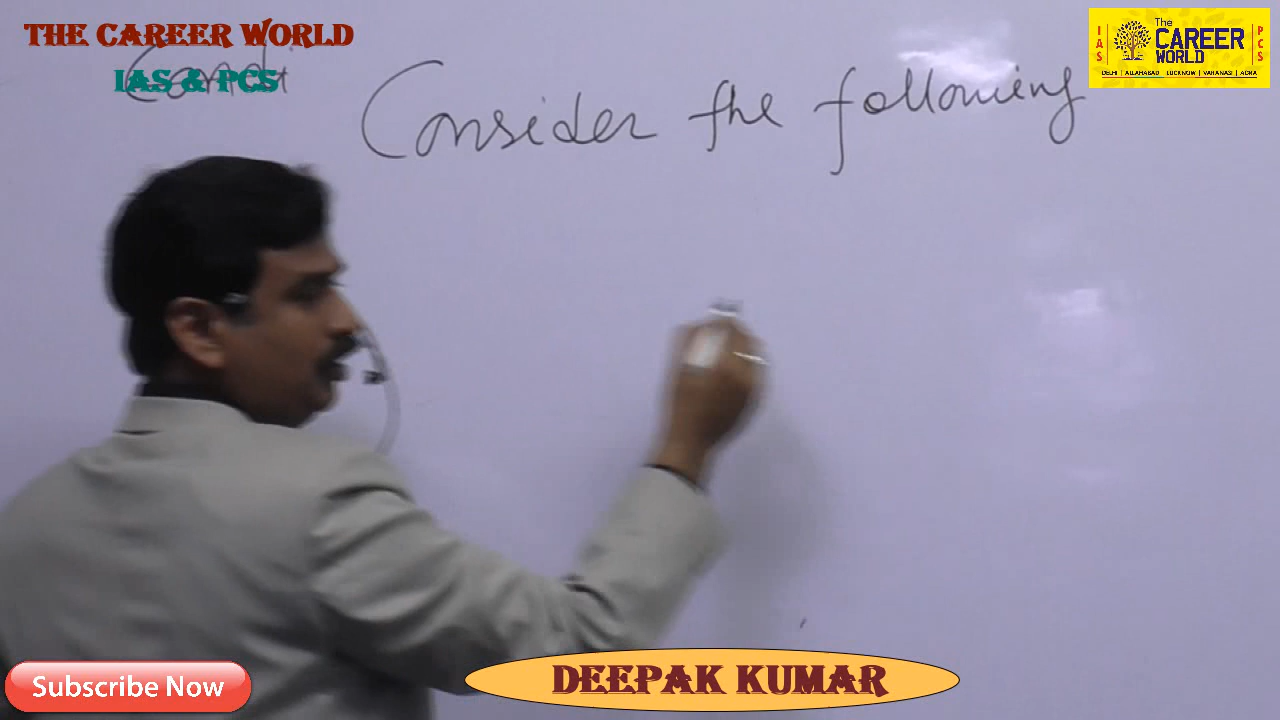 THE CAREER WORLD
IAS & PCS
Consider the following
The
CAREER
WORLD
IAS
PCS
DELHI | ALLAHABAD LUCKNOW | VARANASI | AGRA
Subscribe Now
DEEPAK KUMAR